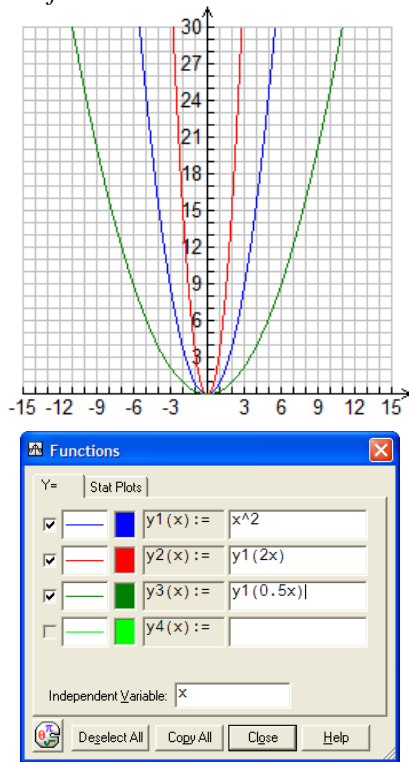 30
27
24
21
18
15
12
9
6
3
-15 -12 -9 -6 -3 3 6 9 12 15
Functions
Y= Stat Plots
y1(x):= x^2
y2(x):= y1(2x)
y3(x):= y1(0.5x)
y4(x):=
Independent Variable: x
Deselect All Copy All Close Help